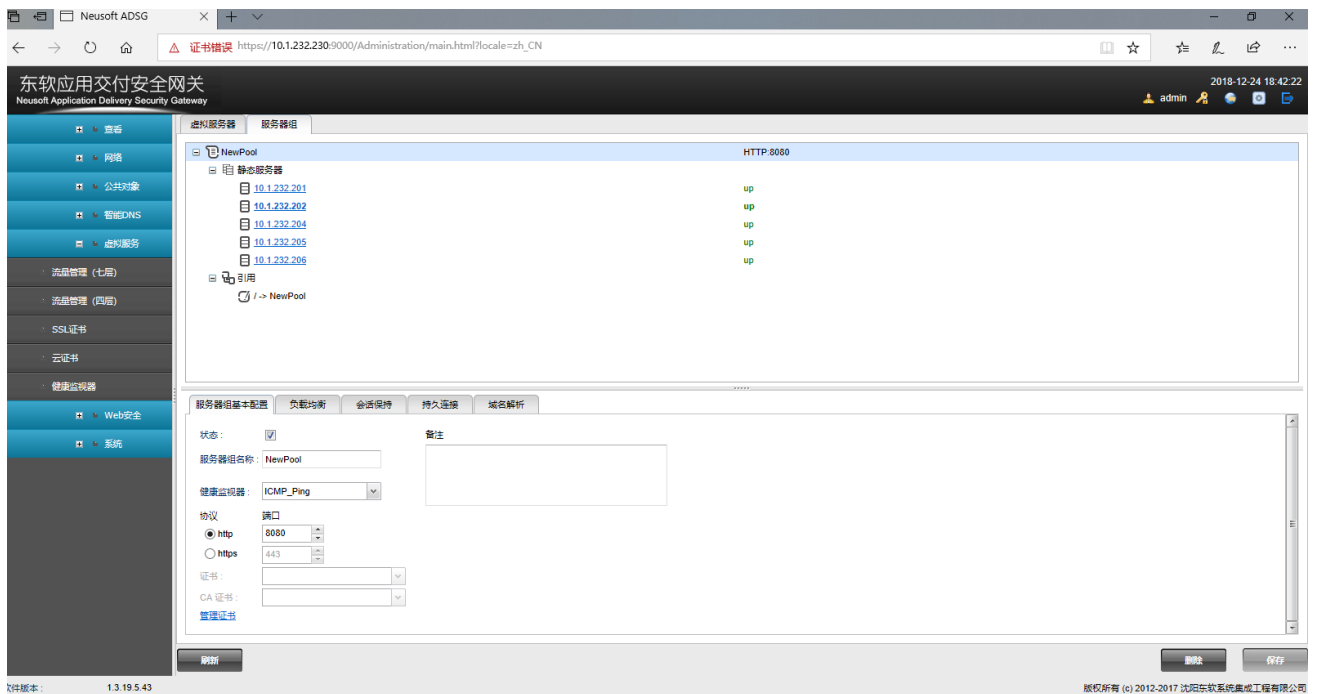 Neusoft ADSG
证书错误 https://10.1.232.230:9000/Administration/main.html?locale=zh_CN
东软应用交付安全网关
Neusoft Application Delivery Security Gateway
2018-12-24 18:42:22
admin
查看
网络
公共对象
智能DNS
虚拟服务
流量管理 (七层)
流量管理 (四层)
SSL证书
云证书
健康监视器
Web安全
系统
虚拟服务器 服务器组
NewPool HTTP:8080
静态服务器
10.1.232.201 up
10.1.232.202 up
10.1.232.204 up
10.1.232.205 up
10.1.232.206 up
引用
/ -> NewPool
服务器组基本配置 负载均衡 会话保持 持久连接 域名解析
状态 : 备注
服务器组名称 : NewPool
健康监视器 : ICMP_Ping
协议 端口
http 8080
https 443
证书 :
CA 证书 :
管理证书
刷新 删除 保存
软件版本 : 1.3.19.5.43 版权所有 (c) 2012-2017 沈阳东软系统集成工程有限公司